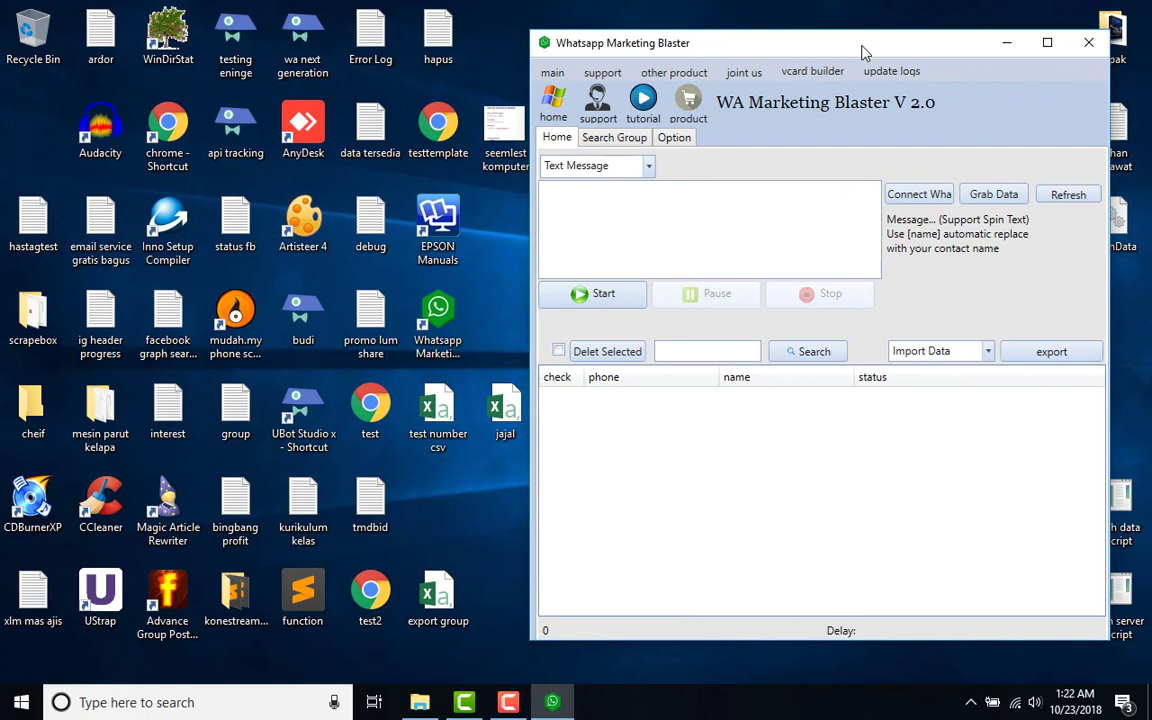 Recycle Bin
ardor
WinDirStat
testing
eninge
wa next
generation
Error Log
hapus
Audacity
chrome -
Shortcut
api tracking
AnyDesk
data tersedia
testtemplate
seemlest
komputer
hastagtest
email service
gratis bagus
Inno Setup
Compiler
status fb
Artisteer 4
debug
EPSON
Manuals
scrapebox
ig header
progress
facebook
graph sear...
mudah.my
phone sc...
budi
promo lum
share
Whatsapp
Marketi...
cheif
mesin parut
kelapa
interest
group
UBot Studio x
- Shortcut
test
test number
csv
jajal
CDBurnerXP
CCleaner
Magic Article
Rewriter
bingbang
profit
kurikulum
kelas
tmdbid
xlm mas ajis
UStrap
Advance
Group Post...
konestream...
function
test2
export group
Whatsapp Marketing Blaster
main support other product joint us vcard builder update logs
home support tutorial product
WA Marketing Blaster V 2.0
Home Search Group Option
Text Message
Connect Wha Grab Data Refresh
Message... (Support Spin Text)
Use [name] automatic replace
with your contact name
Start Pause Stop
Delet Selected Search Import Data export
check phone name status
0 Delay:
Type here to search
1:22 AM
10/23/2018
3